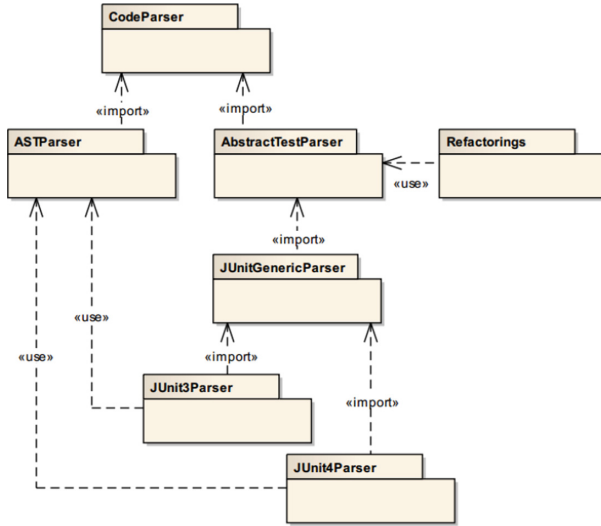 CodeParser
«import»
«import»
ASTParser
AbstractTestParser
Refactorings
«use»
«import»
JUnitGenericParser
«use»
«use»
«import»
JUnit3Parser
«import»
JUnit4Parser